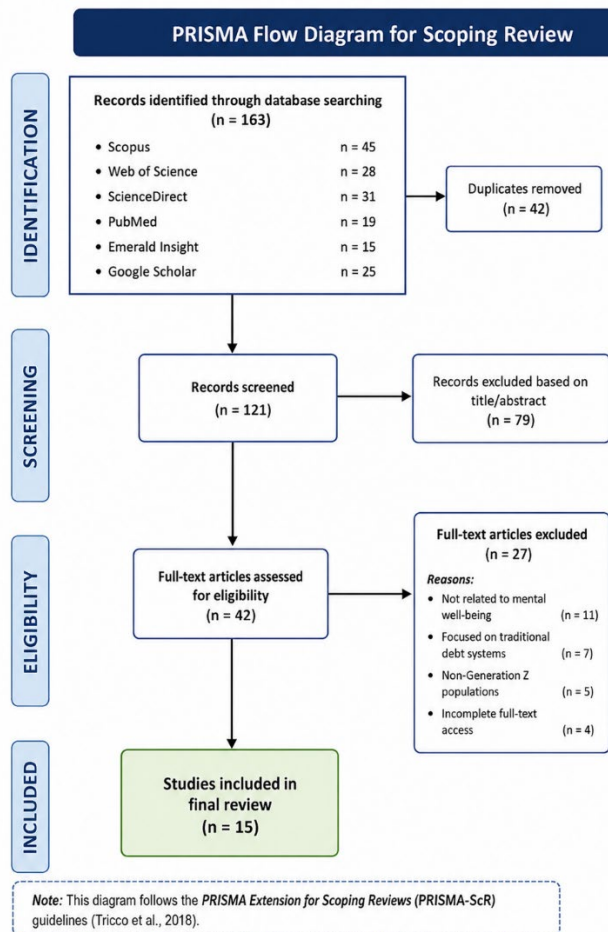 PRISMA Flow Diagram for Scoping Review
IDENTIFICATION
Records identified through database searching
(n = 163)
• Scopus n = 45
• Web of Science n = 28
• ScienceDirect n = 31
• PubMed n = 19
• Emerald Insight n = 15
• Google Scholar n = 25
Duplicates removed
(n = 42)
SCREENING
Records screened
(n = 121)
Records excluded based on
title/abstract
(n = 79)
ELIGIBILITY
Full-text articles assessed
for eligibility
(n = 42)
Full-text articles excluded
(n = 27)
Reasons:
• Not related to mental
well-being (n = 11)
• Focused on traditional
debt systems (n = 7)
• Non-Generation Z
populations (n = 5)
• Incomplete full-text
access (n = 4)
INCLUDED
Studies included in
final review
(n = 15)
Note: This diagram follows the PRISMA Extension for Scoping Reviews (PRISMA-ScR)
guidelines (Tricco et al., 2018).